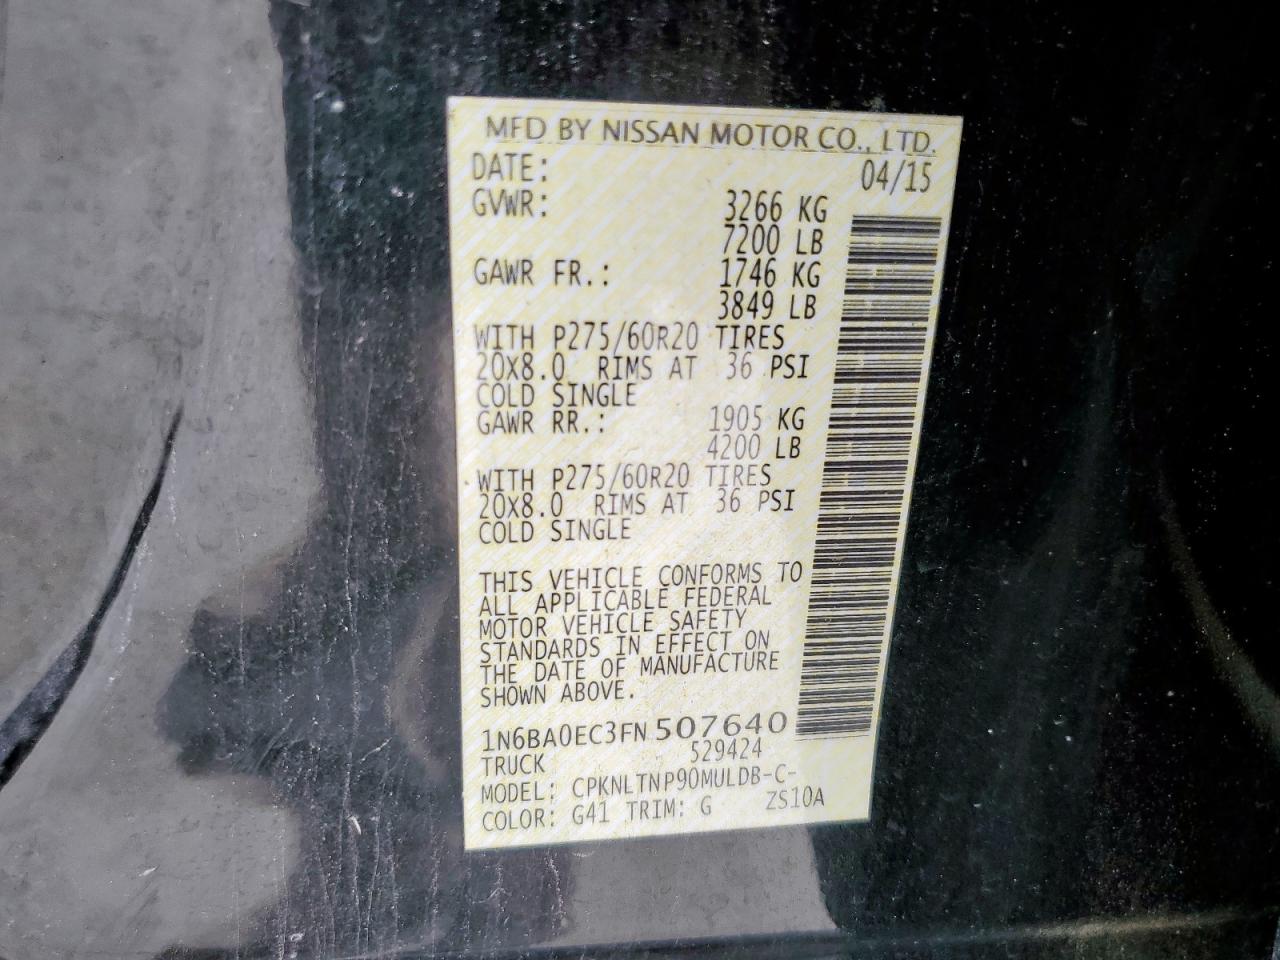 MFD BY NISSAN MOTOR CO., LTD.
DATE: 04/15
GVWR: 3266 KG
7200 LB
GAWR FR.: 1746 KG
3849 LB
WITH P275/60R20 TIRES
20X8.0 RIMS AT 36 PSI
COLD SINGLE
GAWR RR.: 1905 KG
4200 LB
WITH P275/60R20 TIRES
20X8.0 RIMS AT 36 PSI
COLD SINGLE
THIS VEHICLE CONFORMS TO
ALL APPLICABLE FEDERAL
MOTOR VEHICLE SAFETY
STANDARDS IN EFFECT ON
THE DATE OF MANUFACTURE
SHOWN ABOVE.
1N6BA0EC3FN 507640
TRUCK 529424
MODEL: CPKNLTNP90MULDB-C-
COLOR: G41 TRIM: G ZS10A